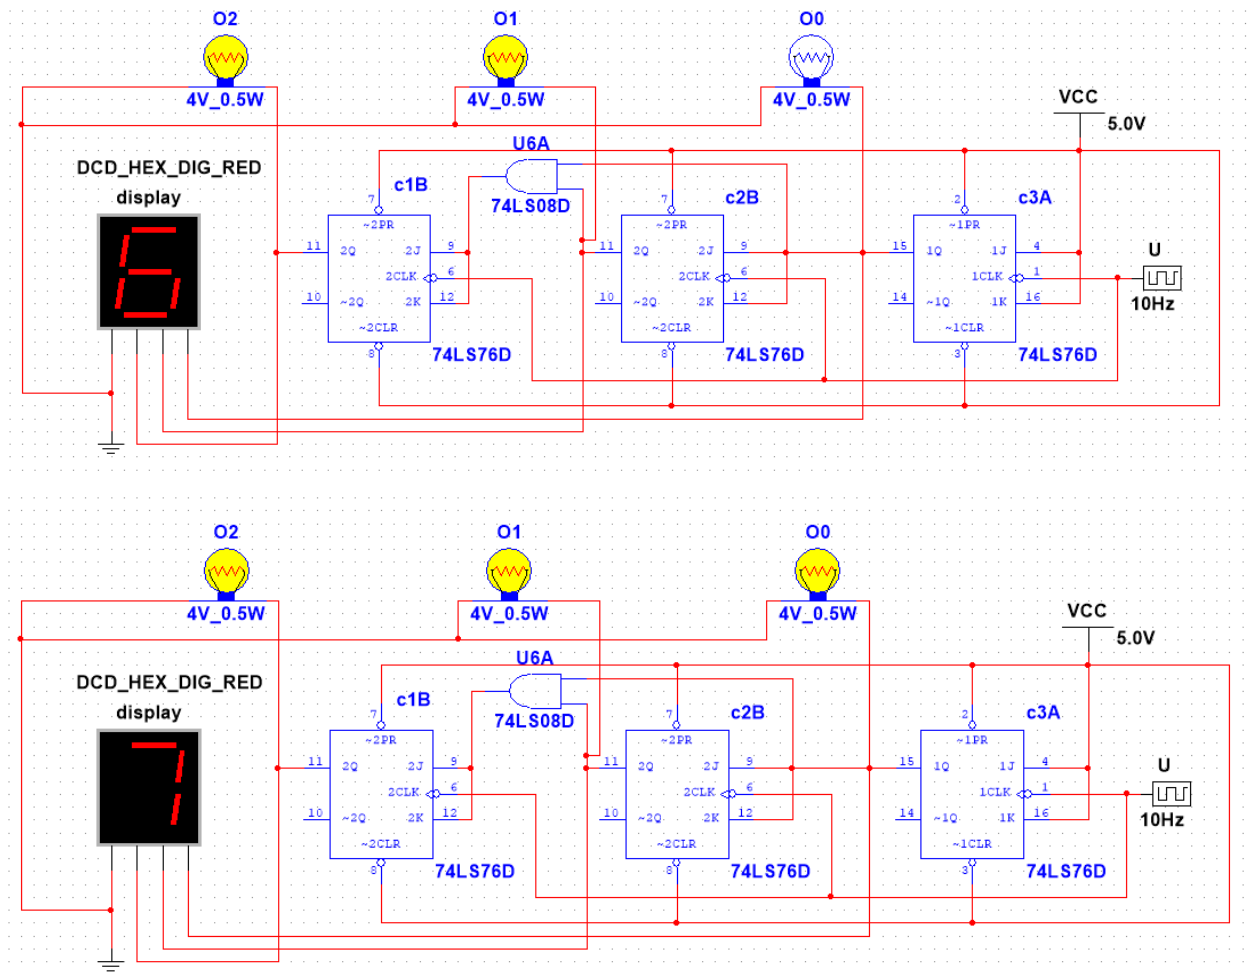 O2 O1 O0
4V_0.5W 4V_0.5W 4V_0.5W
VCC
5.0V
U6A
DCD_HEX_DIG_RED
display
c1B 74LS08D c2B c3A
7 7 2
~2PR ~2PR ~1PR
11 2Q 2J 9 11 2Q 2J 9 15 1Q 1J 4
U
2CLK 6 2CLK 6 1CLK 1
10 ~2Q 2K 12 10 ~2Q 2K 12 14 ~1Q 1K 16
10Hz
~2CLR ~2CLR ~1CLR
8 74LS76D 8 74LS76D 3 74LS76D
6
O2 O1 O0
4V_0.5W 4V_0.5W 4V_0.5W
VCC
5.0V
U6A
DCD_HEX_DIG_RED
display
c1B 74LS08D c2B c3A
7 7 2
~2PR ~2PR ~1PR
11 2Q 2J 9 11 2Q 2J 9 15 1Q 1J 4
U
2CLK 6 2CLK 6 1CLK 1
10 ~2Q 2K 12 10 ~2Q 2K 12 14 ~1Q 1K 16
10Hz
~2CLR ~2CLR ~1CLR
8 74LS76D 8 74LS76D 3 74LS76D
7